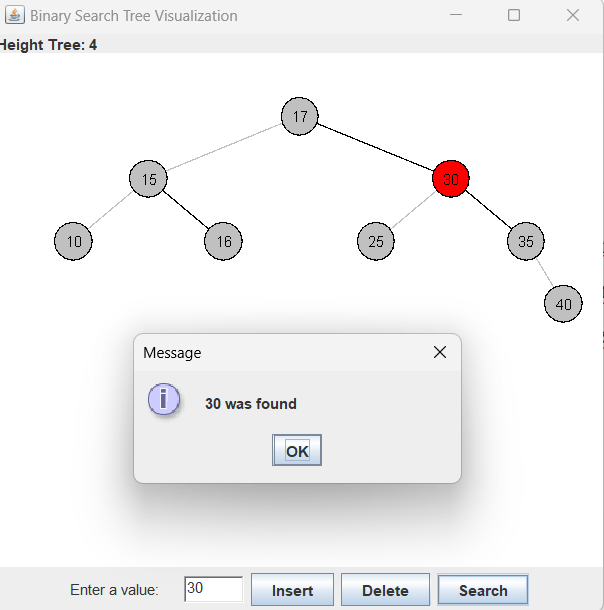 Binary Search Tree Visualization
Height Tree: 4
17
15
30
10
16
25
35
40
Message
30 was found
OK
Enter a value:
30
Insert
Delete
Search